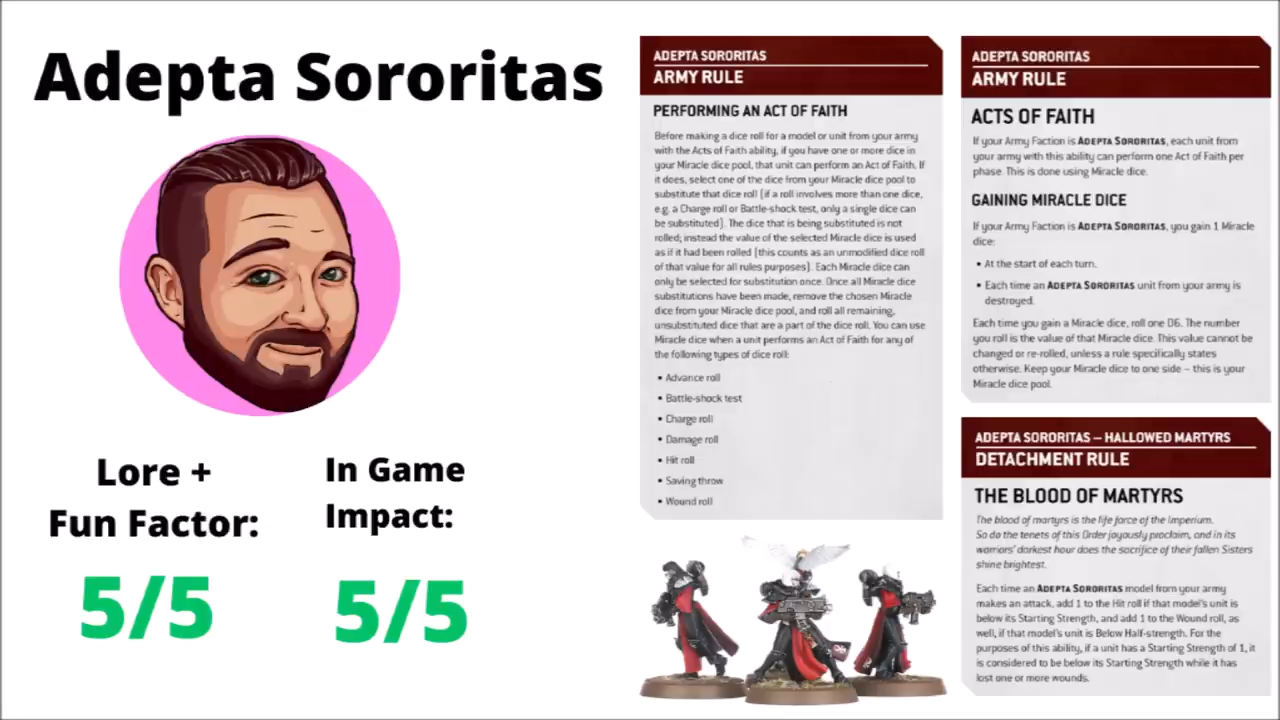 Adepta Sororitas
Lore +
Fun Factor:
5/5
In Game
Impact:
5/5
ADEPTA SORORITAS
ARMY RULE
PERFORMING AN ACT OF FAITH
Before making a dice roll for a model or unit from your army
with the Acts of Faith ability, if you have one or more dice in
your Miracle dice pool, that unit can perform an Act of Faith. If
it does, select one of the dice from your Miracle dice pool to
substitute that dice roll (if a roll involves more than one dice,
e.g. a Charge roll or Battle-shock test, only a single dice can
be substituted). The dice that is being substituted is not
rolled; instead the value of the selected Miracle dice is used
as if it had been rolled (this counts as an unmodified dice roll
of that value for all rules purposes). Each Miracle dice can
only be selected for substitution once. Once all Miracle dice
substitutions have been made, remove the chosen Miracle
dice from your Miracle dice pool, and roll all remaining,
unsubstituted dice that are a part of the dice roll. You can use
Miracle dice when a unit performs an Act of Faith for any of
the following types of dice roll:
• Advance roll
• Battle-shock test
• Charge roll
• Damage roll
• Hit roll
• Saving throw
• Wound roll
ADEPTA SORORITAS
ARMY RULE
ACTS OF FAITH
If your Army Faction is ADEPTA SORORITAS, each unit from
your army with this ability can perform one Act of Faith per
phase. This is done using Miracle dice.
GAINING MIRACLE DICE
If your Army Faction is ADEPTA SORORITAS, you gain 1 Miracle
dice:
• At the start of each turn.
• Each time an ADEPTA SORORITAS unit from your army is
destroyed.
Each time you gain a Miracle dice, roll one D6. The number
you roll is the value of that Miracle dice. This value cannot be
changed or re-rolled, unless a rule specifically states
otherwise. Keep your Miracle dice to one side – this is your
Miracle dice pool.
ADEPTA SORORITAS – HALLOWED MARTYRS
DETACHMENT RULE
THE BLOOD OF MARTYRS
The blood of martyrs is the life force of the Imperium.
So do the tenets of this Order joyously proclaim, and in its
warriors' darkest hour does the sacrifice of their fallen Sisters
shine brightest.
Each time an ADEPTA SORORITAS model from your army
makes an attack, add 1 to the Hit roll if that model's unit is
below its Starting Strength, and add 1 to the Wound roll, as
well, if that model's unit is Below Half-strength. For the
purposes of this ability, if a unit has a Starting Strength of 1, it
is considered to be below its Starting Strength while it has
lost one or more wounds.